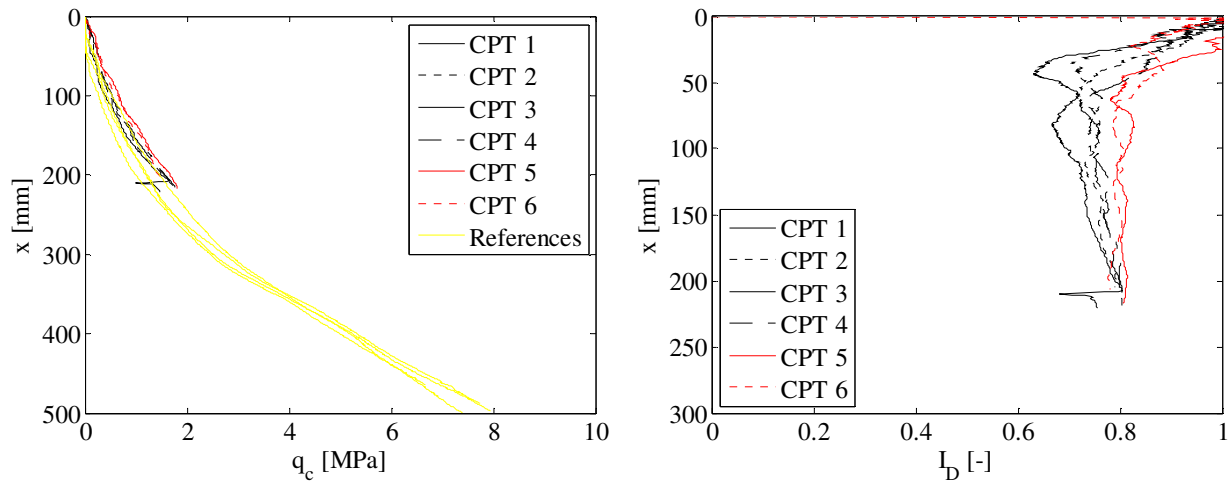 0
100
200
300
400
500
x [mm]
0 2 4 6 8 10
q_c [MPa]
CPT 1
CPT 2
CPT 3
CPT 4
CPT 5
CPT 6
References
0
50
100
150
200
250
300
x [mm]
0 0.2 0.4 0.6 0.8 1
I_D [-]
CPT 1
CPT 2
CPT 3
CPT 4
CPT 5
CPT 6